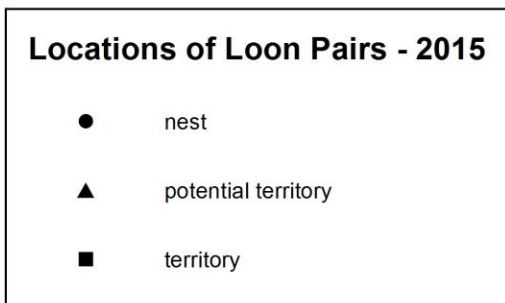 Locations of Loon Pairs - 2015
nest
potential territory
territory